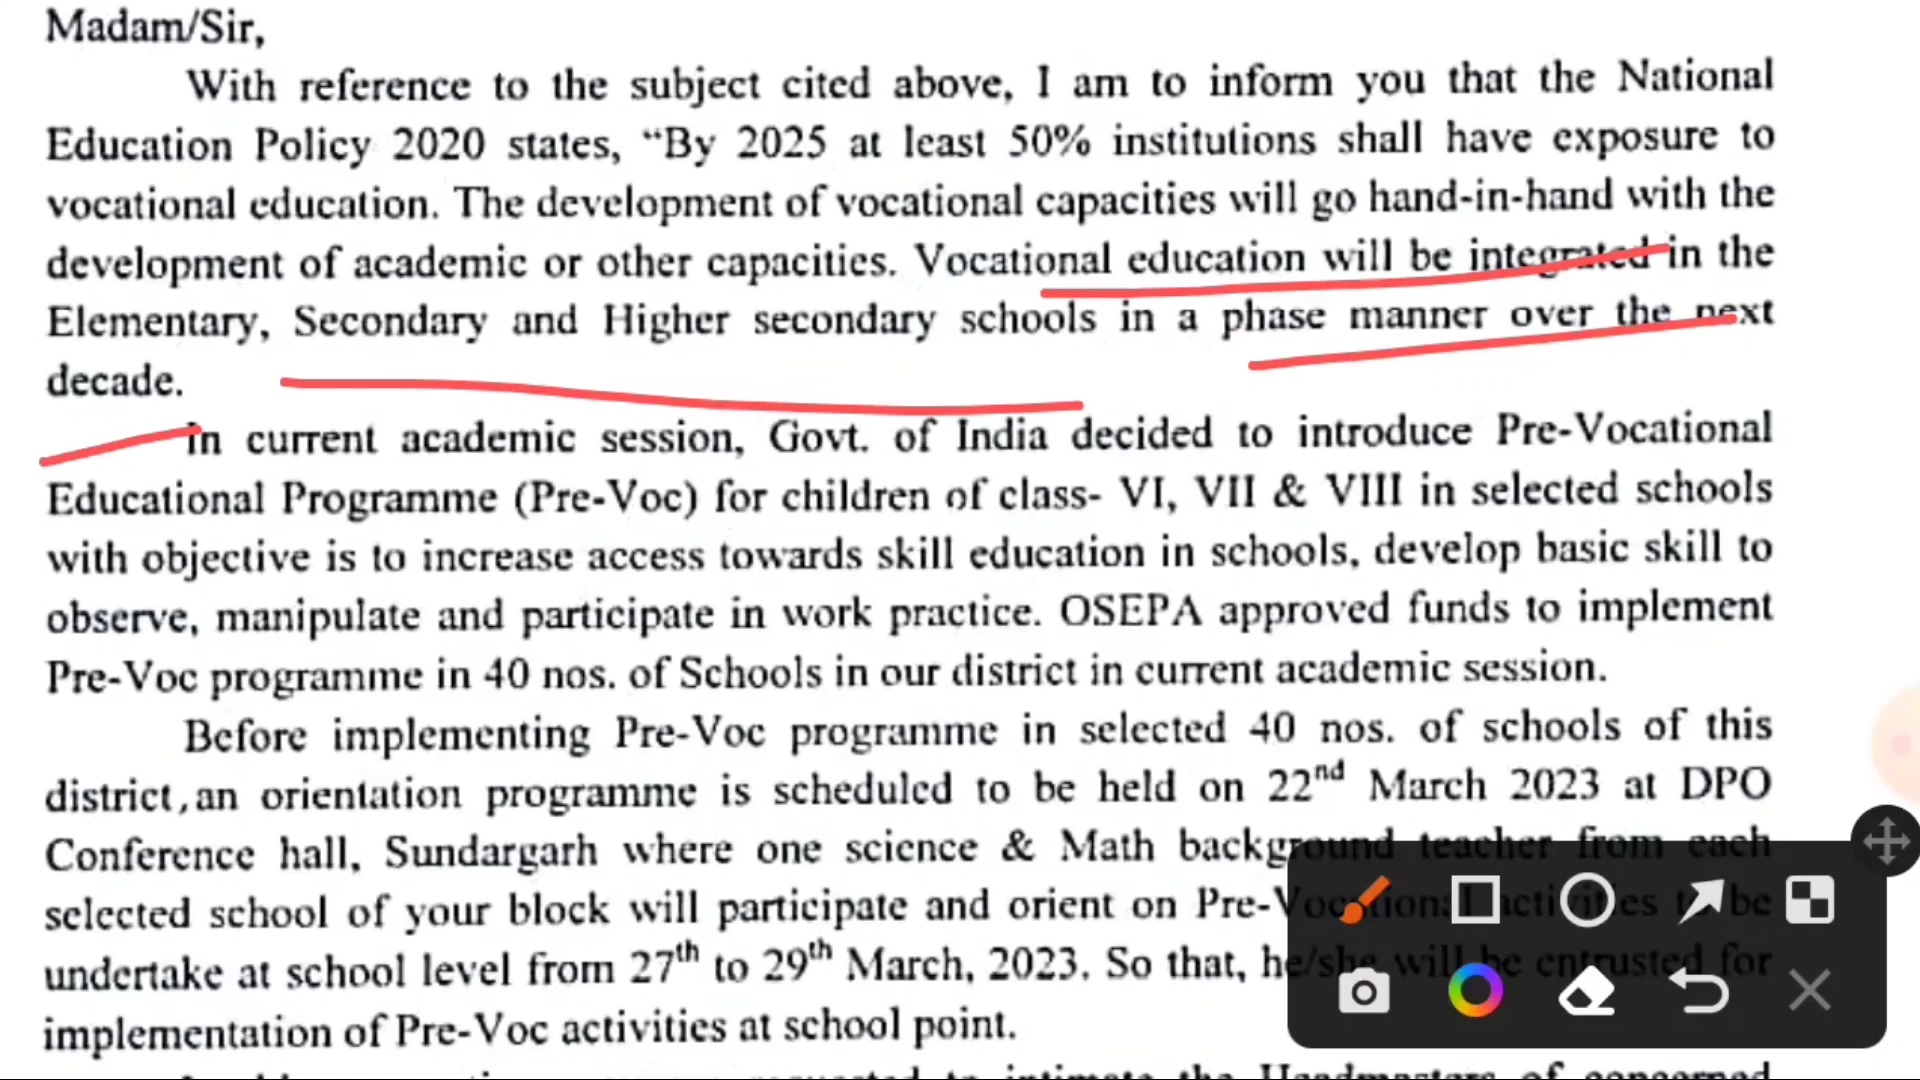 Madam/Sir,
With reference to the subject cited above, I am to inform you that the National
Education Policy 2020 states, “By 2025 at least 50% institutions shall have exposure to
vocational education. The development of vocational capacities will go hand-in-hand with the
development of academic or other capacities. Vocational education will be integrated in the
Elementary, Secondary and Higher secondary schools in a phase manner over the next
decade.
In current academic session, Govt. of India decided to introduce Pre-Vocational
Educational Programme (Pre-Voc) for children of class- VI, VII & VIII in selected schools
with objective is to increase access towards skill education in schools, develop basic skill to
observe, manipulate and participate in work practice. OSEPA approved funds to implement
Pre-Voc programme in 40 nos. of Schools in our district in current academic session.
Before implementing Pre-Voc programme in selected 40 nos. of schools of this
district, an orientation programme is scheduled to be held on 22nd March 2023 at DPO
Conference hall, Sundargarh where one science & Math background teacher from each
selected school of your block will participate and orient on Pre-Vocational activities to be
undertake at school level from 27th to 29th March, 2023. So that, he/she will be entrusted for
implementation of Pre-Voc activities at school point.
requested to intimate the Headmasters of concerned